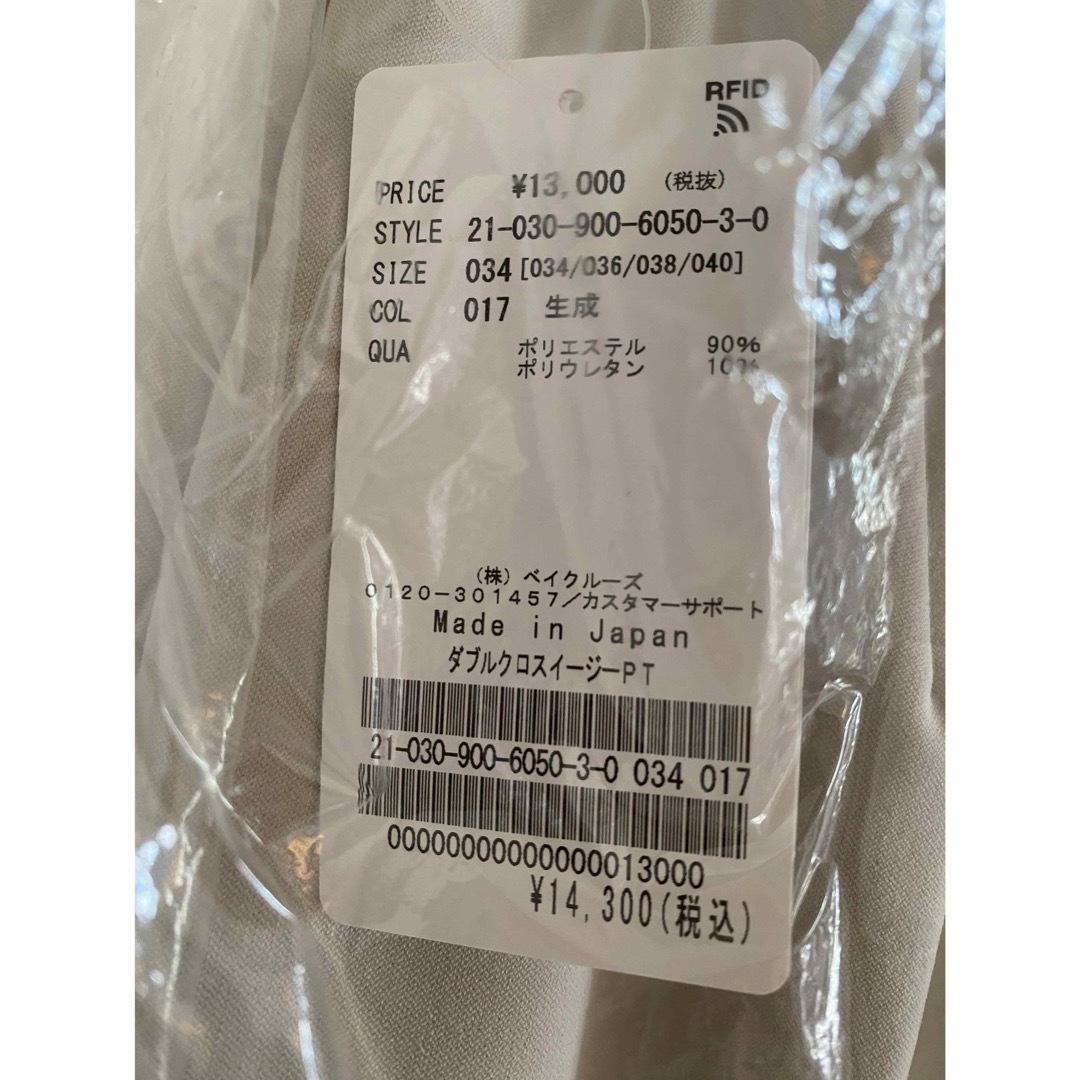 RFID
PRICE ¥13,000 (税抜)
STYLE 21-030-900-6050-3-0
SIZE 034 [034/036/038/040]
COL 017 生成
QUA ポリエステル 90%
ポリウレタン 10%
(株) ベイクルーズ
0120-301457/カスタマーサポート
Made in Japan
ダブルクロスイージーPT
21-030-900-6050-3-0 034 017
0000000000000013000
¥14,300(税込)